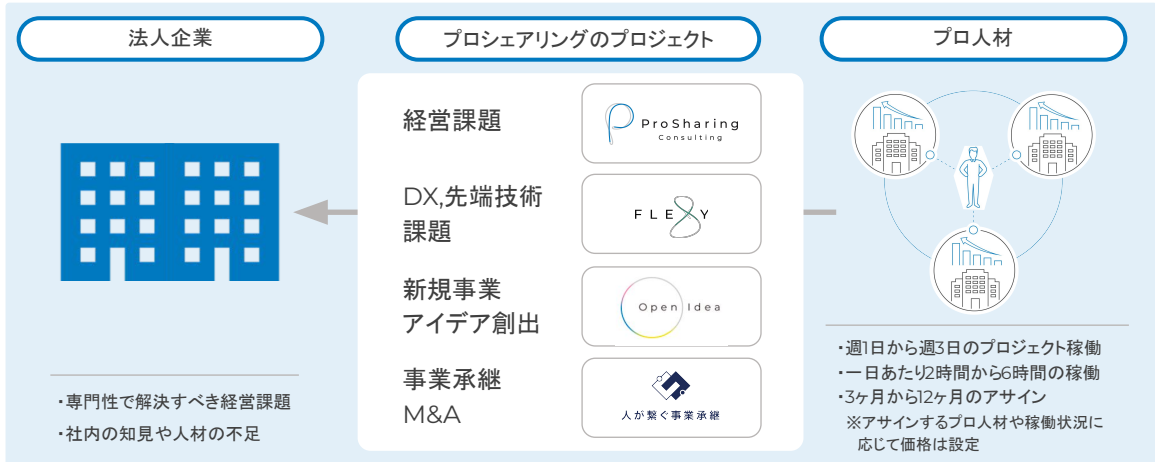 法人企業
・専門性で解決すべき経営課題
・社内の知見や人材の不足
プロシェアリングのプロジェクト
経営課題
ProSharing
Consulting
DX,先端技術
課題
FLEXY
新規事業
アイデア創出
Open Idea
事業承継
M&A
人が繋ぐ事業承継
プロ人材
・週1日から週3日のプロジェクト稼働
・一日あたり2時間から6時間の稼働
・3ヶ月から12ヶ月のアサイン
※アサインするプロ人材や稼働状況に
応じて価格は設定